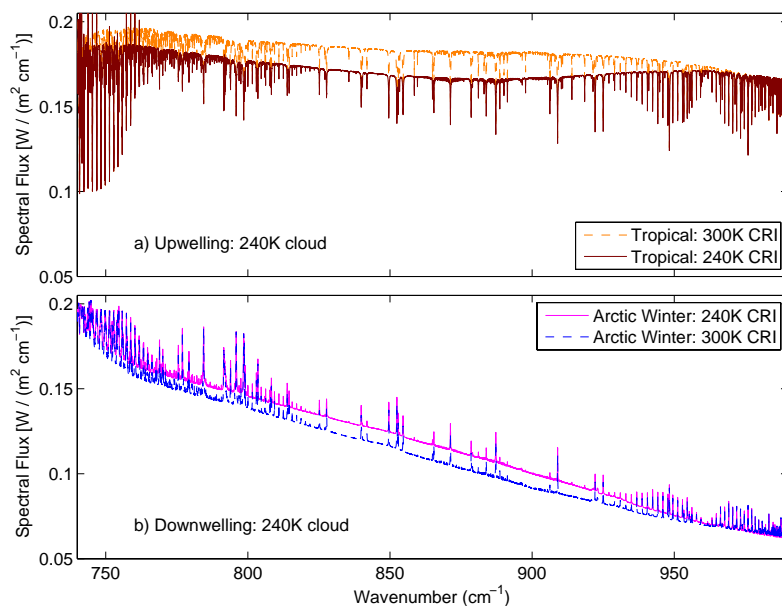 0.2
0.15
0.1
0.05
Spectral Flux [W / (m² cm⁻¹)]
a) Upwelling: 240K cloud
Tropical: 300K CRI
Tropical: 240K CRI
0.2
0.15
0.1
0.05
Spectral Flux [W / (m² cm⁻¹)]
Arctic Winter: 240K CRI
Arctic Winter: 300K CRI
b) Downwelling: 240K cloud
750 800 850 900 950
Wavenumber (cm⁻¹)